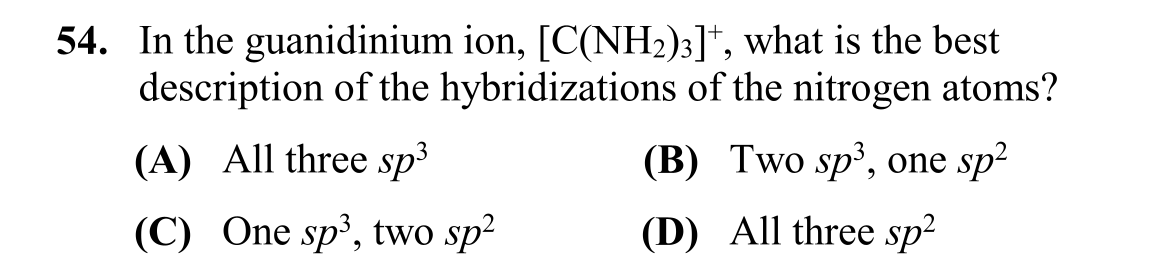 54. In the guanidinium ion, [C(NH₂)₃]⁺, what is the best
description of the hybridizations of the nitrogen atoms?
(A) All three sp³ (B) Two sp³, one sp²
(C) One sp³, two sp² (D) All three sp²